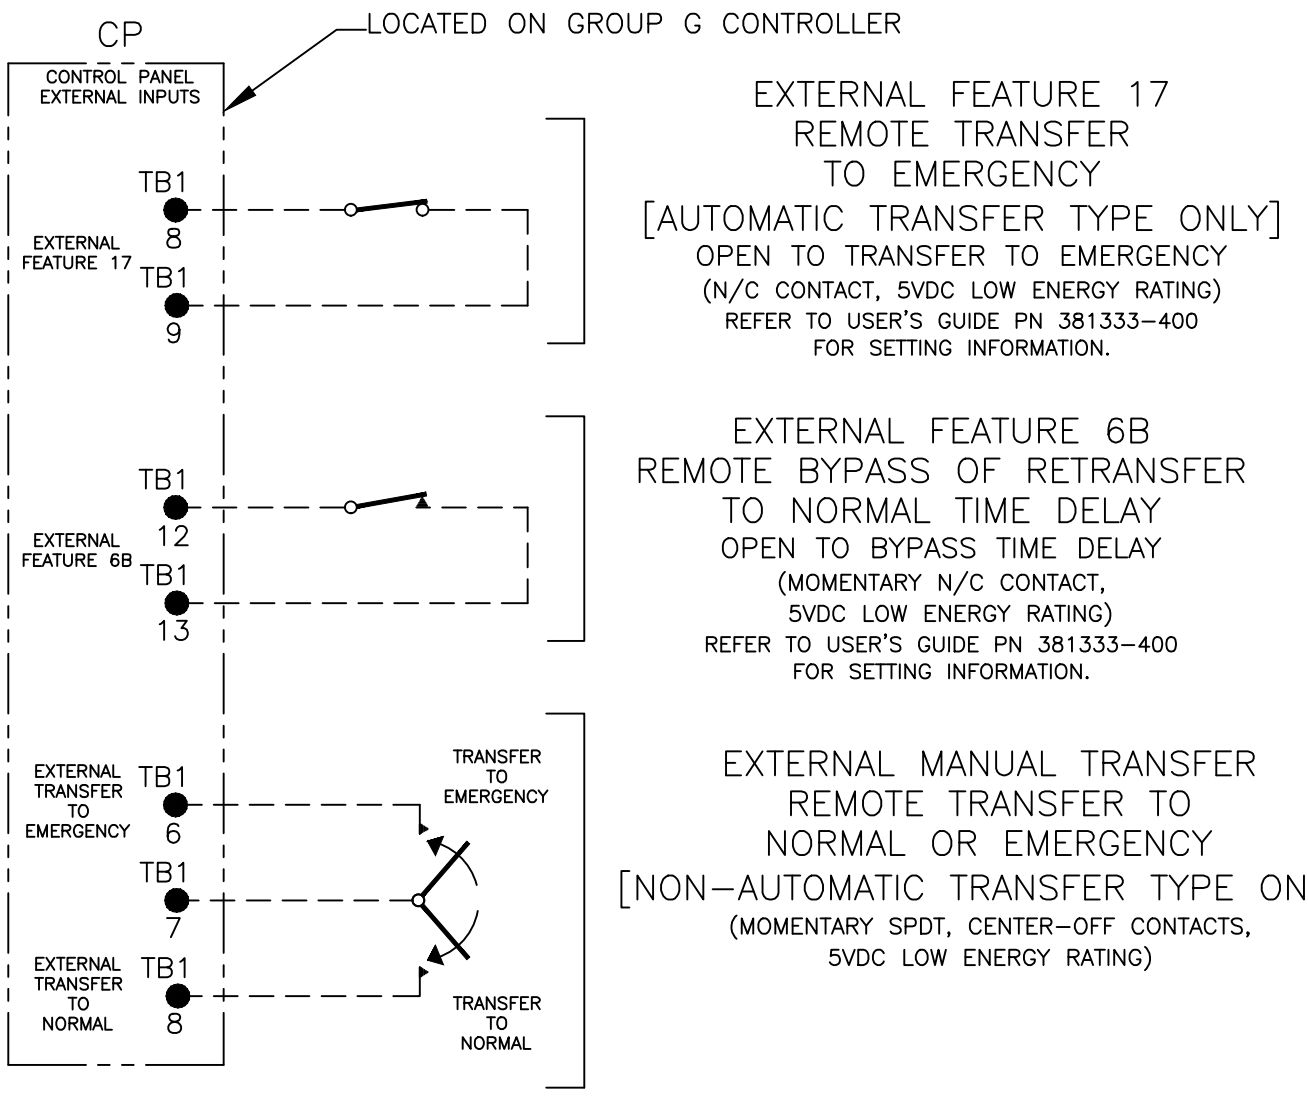 LOCATED ON GROUP G CONTROLLER
CP
CONTROL PANEL
EXTERNAL INPUTS
TB1
8
EXTERNAL
FEATURE 17
TB1
9
EXTERNAL FEATURE 17
REMOTE TRANSFER
TO EMERGENCY
[AUTOMATIC TRANSFER TYPE ONLY]
OPEN TO TRANSFER TO EMERGENCY
(N/C CONTACT, 5VDC LOW ENERGY RATING)
REFER TO USER'S GUIDE PN 381333-400
FOR SETTING INFORMATION.
TB1
12
EXTERNAL
FEATURE 6B
TB1
13
EXTERNAL FEATURE 6B
REMOTE BYPASS OF RETRANSFER
TO NORMAL TIME DELAY
OPEN TO BYPASS TIME DELAY
(MOMENTARY N/C CONTACT,
5VDC LOW ENERGY RATING)
REFER TO USER'S GUIDE PN 381333-400
FOR SETTING INFORMATION.
EXTERNAL
TRANSFER
TO
EMERGENCY
TB1
6
TB1
7
EXTERNAL
TRANSFER
TO
NORMAL
TB1
8
TRANSFER
TO
EMERGENCY
TRANSFER
TO
NORMAL
EXTERNAL MANUAL TRANSFER
REMOTE TRANSFER TO
NORMAL OR EMERGENCY
[NON-AUTOMATIC TRANSFER TYPE ON
(MOMENTARY SPDT, CENTER-OFF CONTACTS,
5VDC LOW ENERGY RATING)